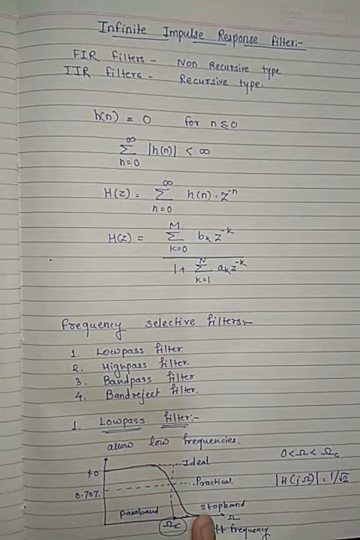 Infinite Impulse Response filter:-
FIR filters - Non Recursive type
IIR filters - Recursive type.
h(n) = 0 for n ≤ 0
∞
Σ |h(n)| < ∞
n=0
∞
H(z) = Σ h(n) . z⁻ⁿ
n=0
M
H(z) = Σ bₖ z⁻ᵏ
k=0
N
1 + Σ aₖ z⁻ᵏ
k=1
frequency selective filters:-
1. Lowpass filter
2. Highpass filter.
3. Bandpass filter
4. Bandreject filter.
1. Lowpass filter:-
allow low frequencies.
Ideal
0 < Ω < Ωc
1.0
Practical
|H(jΩ)| = 1/√2
0.707
passband
stopband
Ωc
Ω
frequency